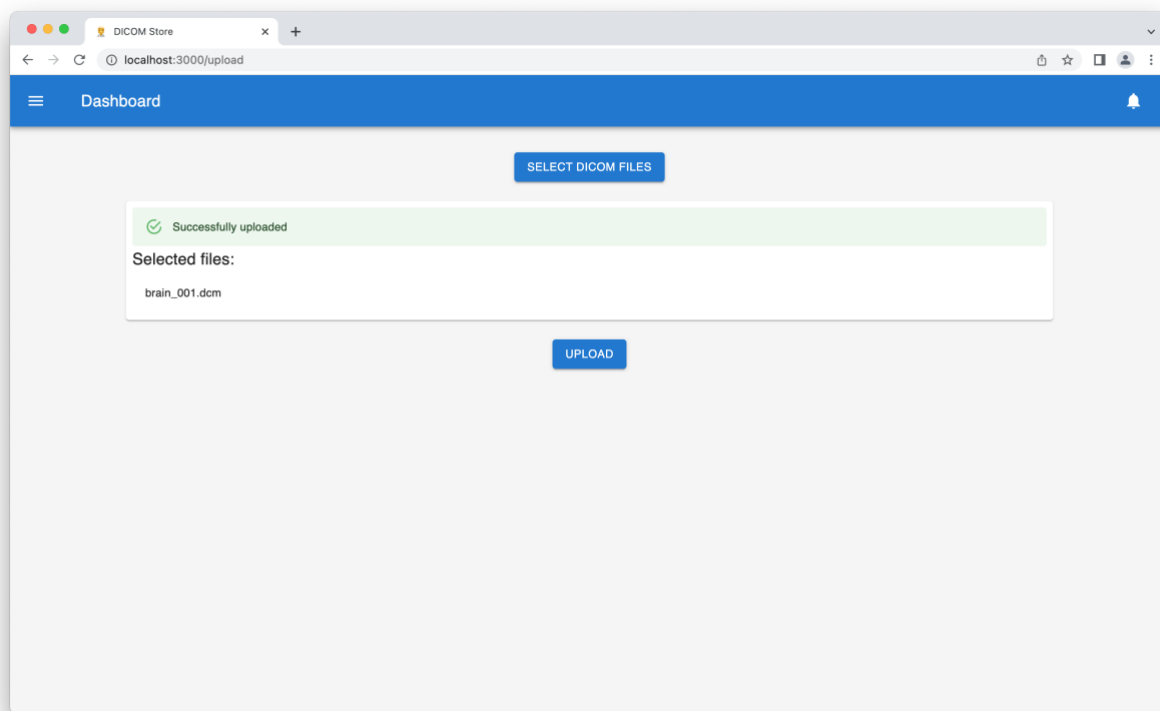 DICOM Store
localhost:3000/upload
Dashboard
SELECT DICOM FILES
Successfully uploaded
Selected files:
brain_001.dcm
UPLOAD